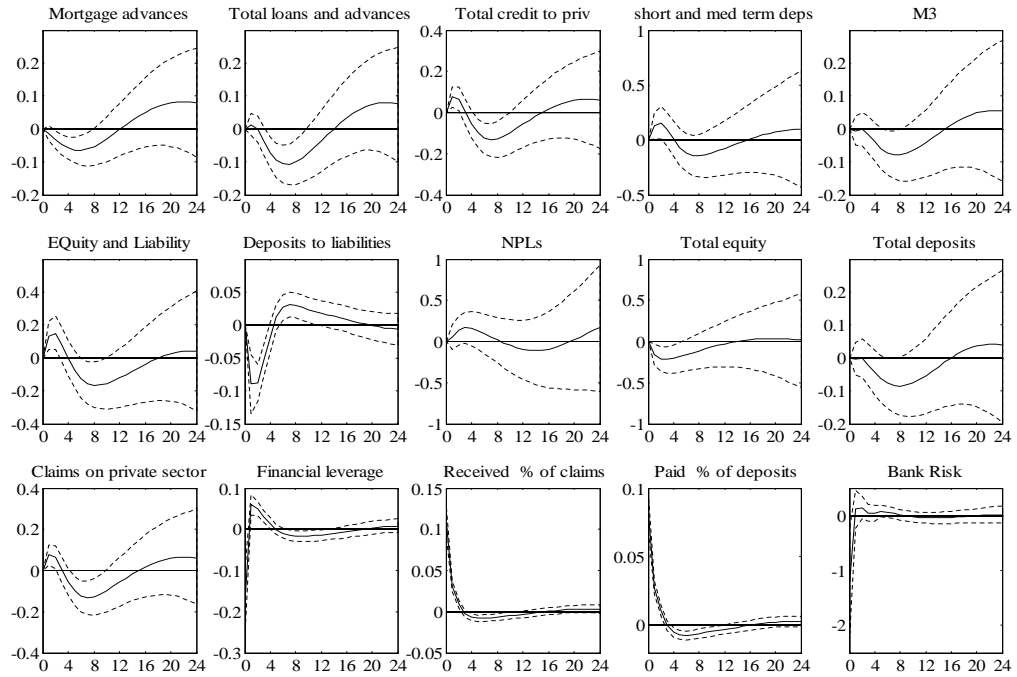 Mortgage advances
Total loans and advances
Total credit to priv
short and med term deps
M3
0.2
0.1
0
-0.1
-0.2
0 4 8 12 16 20 24
0.2
0.1
0
-0.1
-0.2
0 4 8 12 16 20 24
0.4
0.2
0
-0.2
-0.4
0 4 8 12 16 20 24
1
0.5
0
-0.5
0 4 8 12 16 20 24
0.2
0.1
0
-0.1
-0.2
0 4 8 12 16 20 24
EQuity and Liability
Deposits to liabilities
NPLs
Total equity
Total deposits
0.4
0.2
0
-0.2
-0.4
0 4 8 12 16 20 24
0.05
0
-0.05
-0.1
-0.15
0 4 8 12 16 20 24
1
0.5
0
-0.5
-1
0 4 8 12 16 20 24
1
0.5
0
-0.5
-1
0 4 8 12 16 20 24
0.2
0.1
0
-0.1
-0.2
0 4 8 12 16 20 24
Claims on private sector
Financial leverage
Received % of claims
Paid % of deposits
Bank Risk
0.4
0.2
0
-0.2
-0.4
0 4 8 12 16 20 24
0.1
0
-0.1
-0.2
-0.3
0 4 8 12 16 20 24
0.15
0.1
0.05
0
-0.05
0 4 8 12 16 20 24
0.1
0.05
0
0 4 8 12 16 20 24
0
-1
-2
0 4 8 12 16 20 24